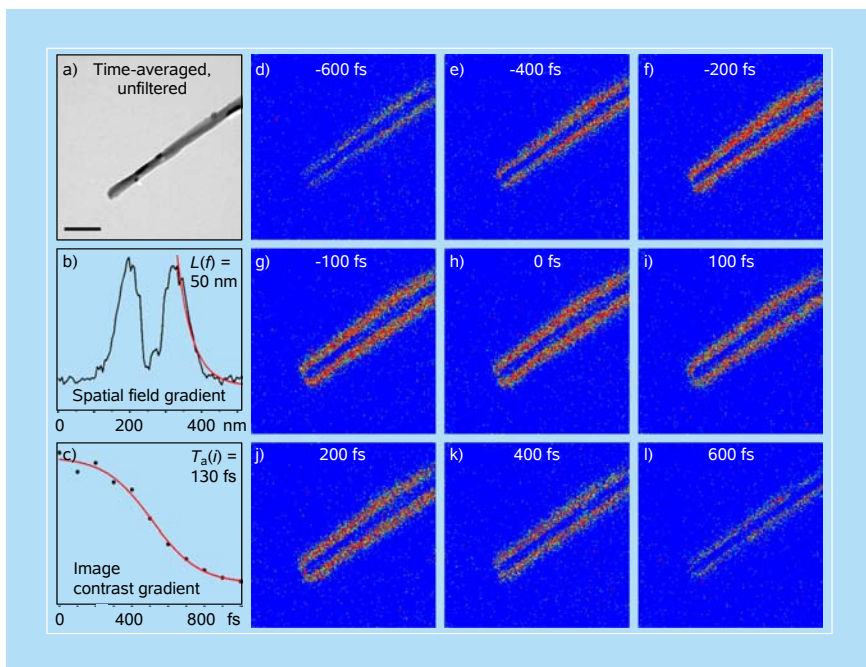 a) Time-averaged,
unfiltered
d) -600 fs
e) -400 fs
f) -200 fs
b) L(f) =
50 nm
Spatial field gradient
0 200 400 nm
g) -100 fs
h) 0 fs
i) 100 fs
c) Ta(i) =
130 fs
Image
contrast gradient
0 400 800 fs
j) 200 fs
k) 400 fs
l) 600 fs